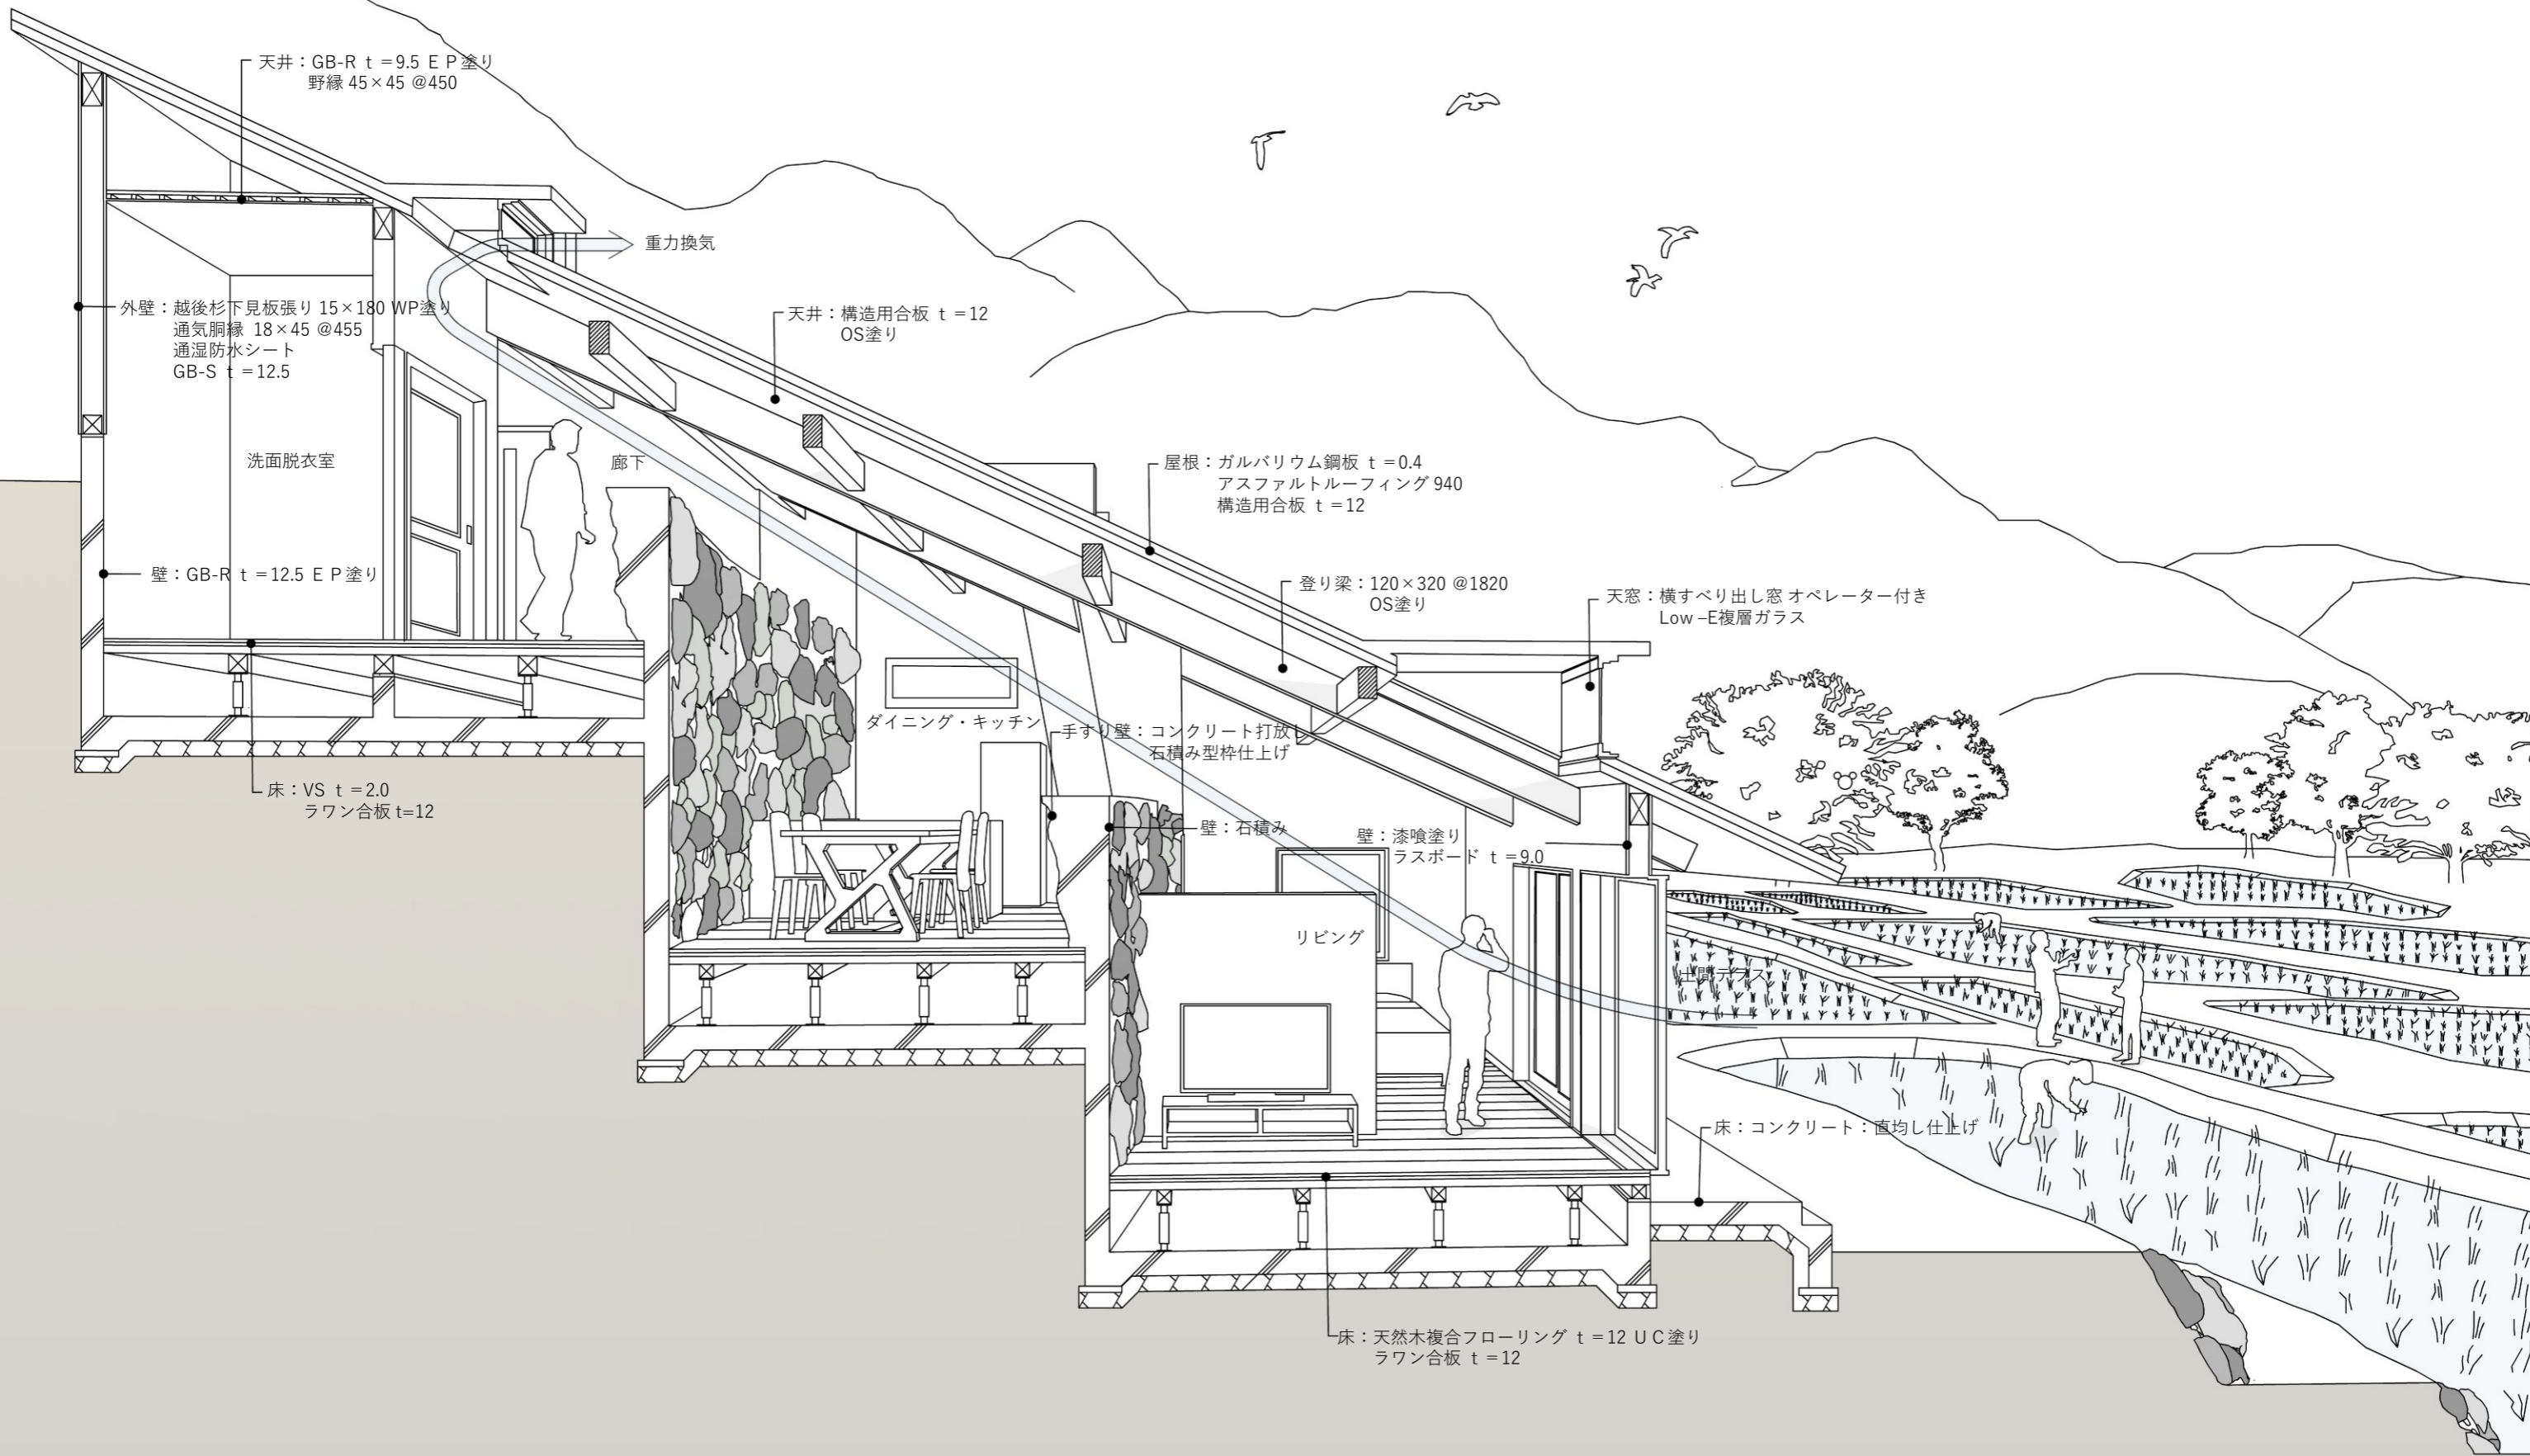 天井：GB-R ｔ＝9.5 ＥＰ塗り
野縁 45×45 @450
重力換気
外壁：越後杉下見板張り 15×180 WP塗り
通気胴縁 18×45 @455
通湿防水シート
GB-S ｔ＝12.5
天井：構造用合板 ｔ＝12
OS塗り
洗面脱衣室
廊下
屋根：ガルバリウム鋼板 ｔ＝0.4
アスファルトルーフィング 940
構造用合板 ｔ＝12
壁：GB-R ｔ＝12.5 ＥＰ塗り
登り梁：120×320 @1820
OS塗り
天窓：横すべり出し窓 オペレーター付き
Low –E複層ガラス
ダイニング・キッチン
手すり壁：コンクリート打放し
石積み型枠仕上げ
床：VS ｔ＝2.0
ラワン合板 t=12
壁：石積み
壁：漆喰塗り
ラスボード ｔ＝9.0
リビング
土間テラス
床：コンクリート：直均し仕上げ
床：天然木複合フローリング ｔ＝12 ＵＣ塗り
ラワン合板 ｔ＝12